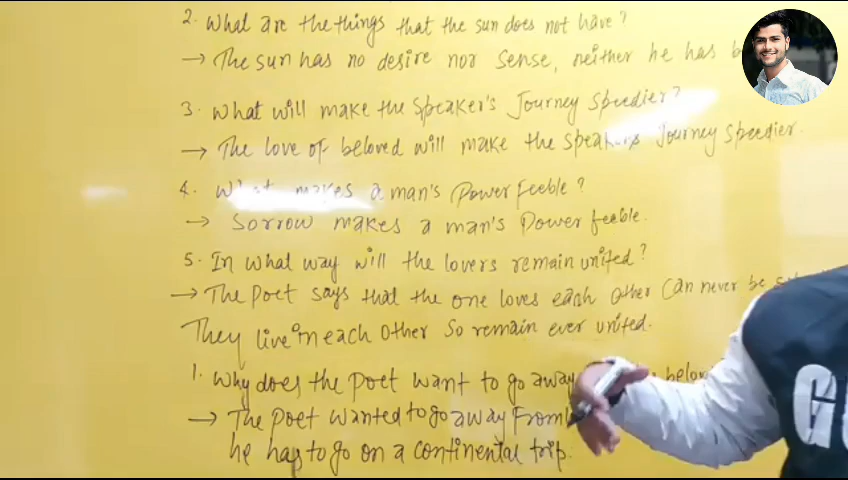 2. What are the things that the sun does not have?
→ The sun has no desire nor sense, neither he has
3. What will make the speaker's Journey speedier?
→ The love of beloved will make the speakers Journey speedier.
4. What makes a man's Power feeble?
→ Sorrow makes a man's Power feeble.
5. In what way will the lovers remain united?
→ The Poet says that the one loves each other can never be
They live in each other so remain ever united.
1. Why does the poet want to go away
→ The Poet wanted to go away from
he has to go on a continental trip.
G